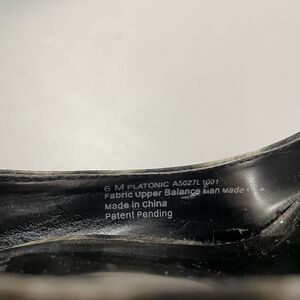 6 M PLATONIC A5027L 1001
Fabric Upper Balance Man Made
Made in China
Patent Pending